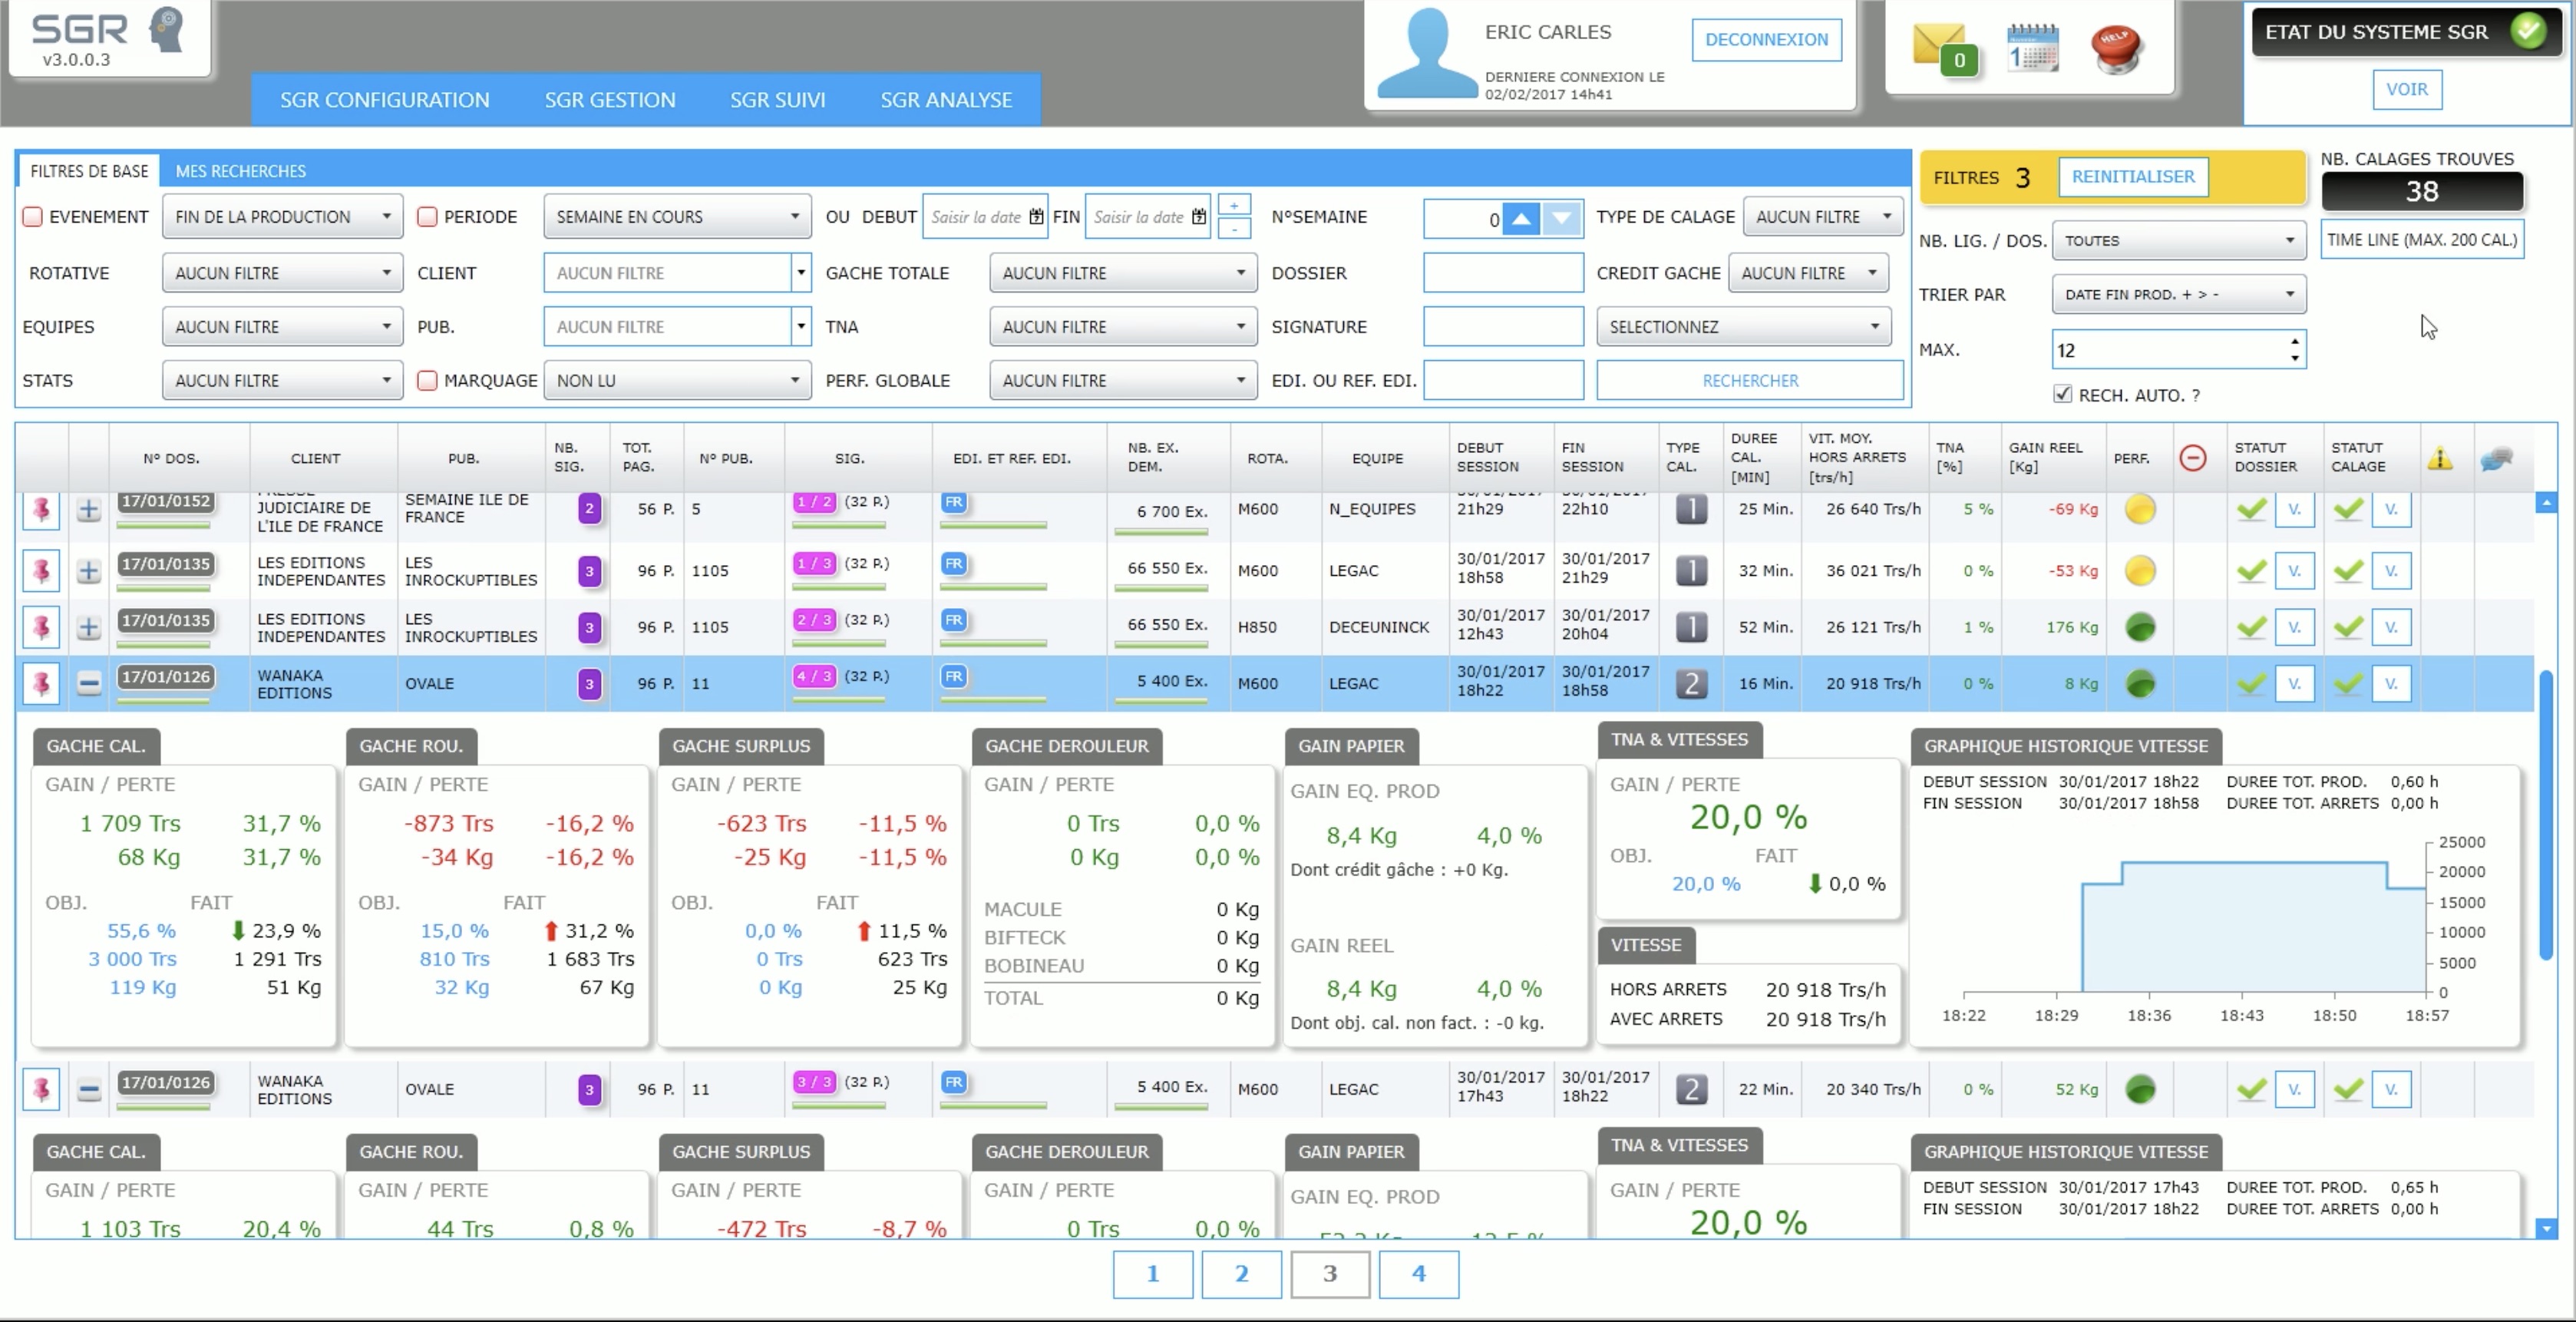 SGR
v3.0.0.3
SGR CONFIGURATION SGR GESTION SGR SUIVI SGR ANALYSE
ERIC CARLES
DECONNEXION
DERNIERE CONNEXION LE
02/02/2017 14h41
0
1
HELP
ETAT DU SYSTEME SGR
VOIR
FILTRES DE BASE MES RECHERCHES
EVENEMENT FIN DE LA PRODUCTION PERIODE SEMAINE EN COURS OU DEBUT Saisir la date FIN Saisir la date + - N°SEMAINE 0 TYPE DE CALAGE AUCUN FILTRE
ROTATIVE AUCUN FILTRE CLIENT AUCUN FILTRE GACHE TOTALE AUCUN FILTRE DOSSIER CREDIT GACHE AUCUN FILTRE
EQUIPES AUCUN FILTRE PUB. AUCUN FILTRE TNA AUCUN FILTRE SIGNATURE SELECTIONNEZ
STATS AUCUN FILTRE MARQUAGE NON LU PERF. GLOBALE AUCUN FILTRE EDI. OU REF. EDI. RECHERCHER
FILTRES 3 REINITIALISER
NB. CALAGES TROUVES
38
NB. LIG. / DOS. TOUTES TIME LINE (MAX. 200 CAL.)
TRIER PAR DATE FIN PROD. + > -
MAX. 12
RECH. AUTO. ?
N° DOS. CLIENT PUB. NB. SIG. TOT. PAG. N° PUB. SIG. EDI. ET REF. EDI. NB. EX. DEM. ROTA. EQUIPE DEBUT SESSION FIN SESSION TYPE CAL. DUREE CAL. [MIN] VIT. MOY. HORS ARRETS [trs/h] TNA [%] GAIN REEL [Kg] PERF. STATUT DOSSIER STATUT CALAGE
17/01/0152 PRESSE JUDICIAIRE DE L'ILE DE FRANCE SEMAINE ILE DE FRANCE 2 56 P. 5 1 / 2 (32 P.) FR 6 700 Ex. M600 N_EQUIPES 30/01/2017 21h29 30/01/2017 22h10 1 25 Min. 26 640 Trs/h 5 % -69 Kg V. V.
17/01/0135 LES EDITIONS INDEPENDANTES LES INROCKUPTIBLES 3 96 P. 1105 1 / 3 (32 P.) FR 66 550 Ex. M600 LEGAC 30/01/2017 18h58 30/01/2017 21h29 1 32 Min. 36 021 Trs/h 0 % -53 Kg V. V.
17/01/0135 LES EDITIONS INDEPENDANTES LES INROCKUPTIBLES 3 96 P. 1105 2 / 3 (32 P.) FR 66 550 Ex. H850 DECEUNINCK 30/01/2017 12h43 30/01/2017 20h04 1 52 Min. 26 121 Trs/h 1 % 176 Kg V. V.
17/01/0126 WANAKA EDITIONS OVALE 3 96 P. 11 4 / 3 (32 P.) FR 5 400 Ex. M600 LEGAC 30/01/2017 18h22 30/01/2017 18h58 2 16 Min. 20 918 Trs/h 0 % 8 Kg V. V.
GACHE CAL.
GAIN / PERTE
1 709 Trs 31,7 %
68 Kg 31,7 %
OBJ. FAIT
55,6 % 23,9 %
3 000 Trs 1 291 Trs
119 Kg 51 Kg
GACHE ROU.
GAIN / PERTE
-873 Trs -16,2 %
-34 Kg -16,2 %
OBJ. FAIT
15,0 % 31,2 %
810 Trs 1 683 Trs
32 Kg 67 Kg
GACHE SURPLUS
GAIN / PERTE
-623 Trs -11,5 %
-25 Kg -11,5 %
OBJ. FAIT
0,0 % 11,5 %
0 Trs 623 Trs
0 Kg 25 Kg
GACHE DEROULEUR
GAIN / PERTE
0 Trs 0,0 %
0 Kg 0,0 %
MACULE 0 Kg
BIFTECK 0 Kg
BOBINEAU 0 Kg
TOTAL 0 Kg
GAIN PAPIER
GAIN EQ. PROD
8,4 Kg 4,0 %
Dont crédit gâche : +0 Kg.
GAIN REEL
8,4 Kg 4,0 %
Dont obj. cal. non fact. : -0 kg.
TNA & VITESSES
GAIN / PERTE
20,0 %
OBJ. FAIT
20,0 % 0,0 %
VITESSE
HORS ARRETS 20 918 Trs/h
AVEC ARRETS 20 918 Trs/h
GRAPHIQUE HISTORIQUE VITESSE
DEBUT SESSION 30/01/2017 18h22 DUREE TOT. PROD. 0,60 h
FIN SESSION 30/01/2017 18h58 DUREE TOT. ARRETS 0,00 h
25000
20000
15000
10000
5000
0
18:22 18:29 18:36 18:43 18:50 18:57
17/01/0126 WANAKA EDITIONS OVALE 3 96 P. 11 3 / 3 (32 P.) FR 5 400 Ex. M600 LEGAC 30/01/2017 17h43 30/01/2017 18h22 2 22 Min. 20 340 Trs/h 0 % 52 Kg V. V.
GACHE CAL.
GAIN / PERTE
1 103 Trs 20,4 %
GACHE ROU.
GAIN / PERTE
44 Trs 0,8 %
GACHE SURPLUS
GAIN / PERTE
-472 Trs -8,7 %
GACHE DEROULEUR
GAIN / PERTE
0 Trs 0,0 %
GAIN PAPIER
GAIN EQ. PROD
TNA & VITESSES
GAIN / PERTE
20,0 %
GRAPHIQUE HISTORIQUE VITESSE
DEBUT SESSION 30/01/2017 17h43 DUREE TOT. PROD. 0,65 h
FIN SESSION 30/01/2017 18h22 DUREE TOT. ARRETS 0,00 h
1 2 3 4